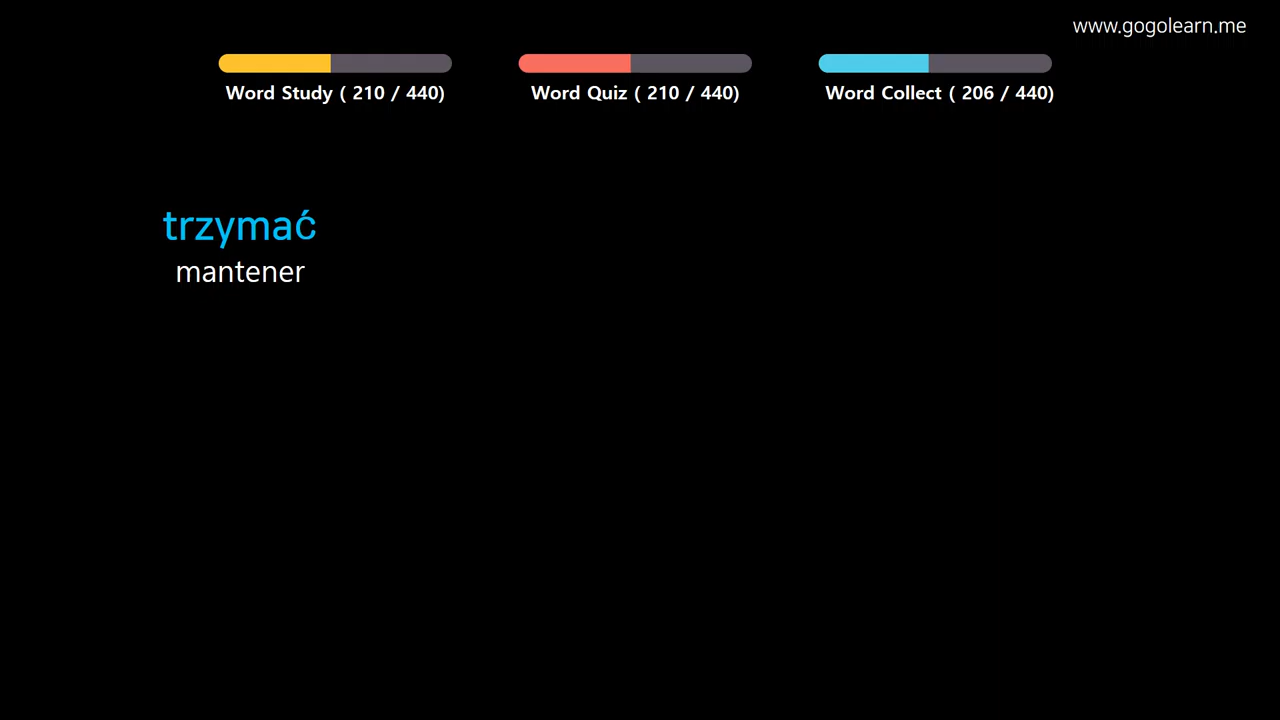 www.gogolearn.me
Word Study ( 210 / 440)
Word Quiz ( 210 / 440)
Word Collect ( 206 / 440)
trzymać
mantener